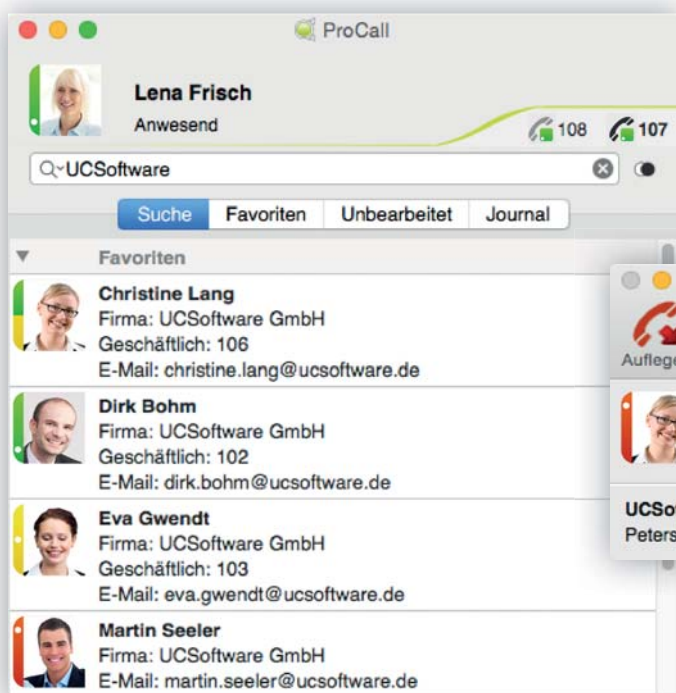 ProCall
Lena Frisch
Anwesend
108 107
UCSoftware
Suche Favoriten Unbearbeitet Journal
Favoriten
Christine Lang
Firma: UCSoftware GmbH
Geschäftlich: 106
E-Mail: christine.lang@ucsoftware.de
Dirk Bohm
Firma: UCSoftware GmbH
Geschäftlich: 102
E-Mail: dirk.bohm@ucsoftware.de
Eva Gwendt
Firma: UCSoftware GmbH
Geschäftlich: 103
E-Mail: eva.gwendt@ucsoftware.de
Martin Seeler
Firma: UCSoftware GmbH
E-Mail: martin.seeler@ucsoftware.de
Auflege
UCSof
Peters